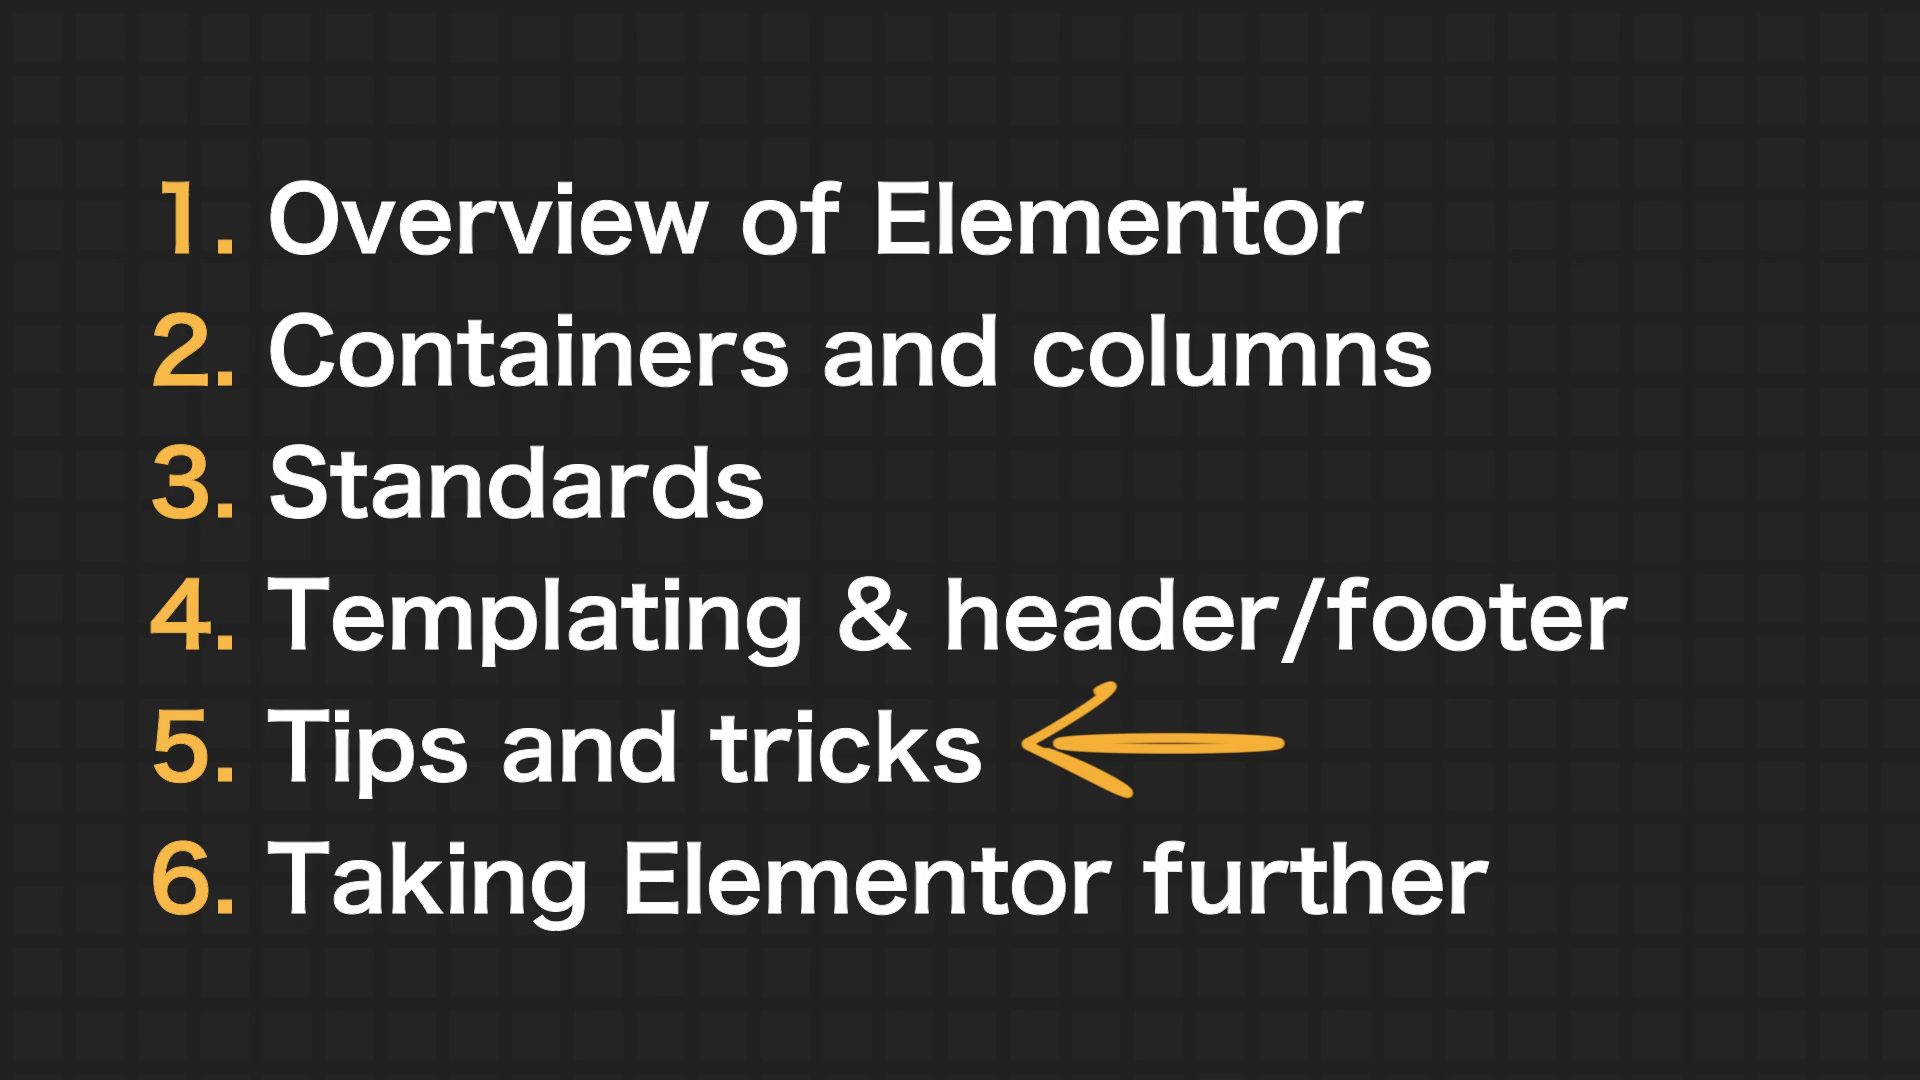 1. Overview of Elementor
2. Containers and columns
3. Standards
4. Templating & header/footer
5. Tips and tricks
6. Taking Elementor further